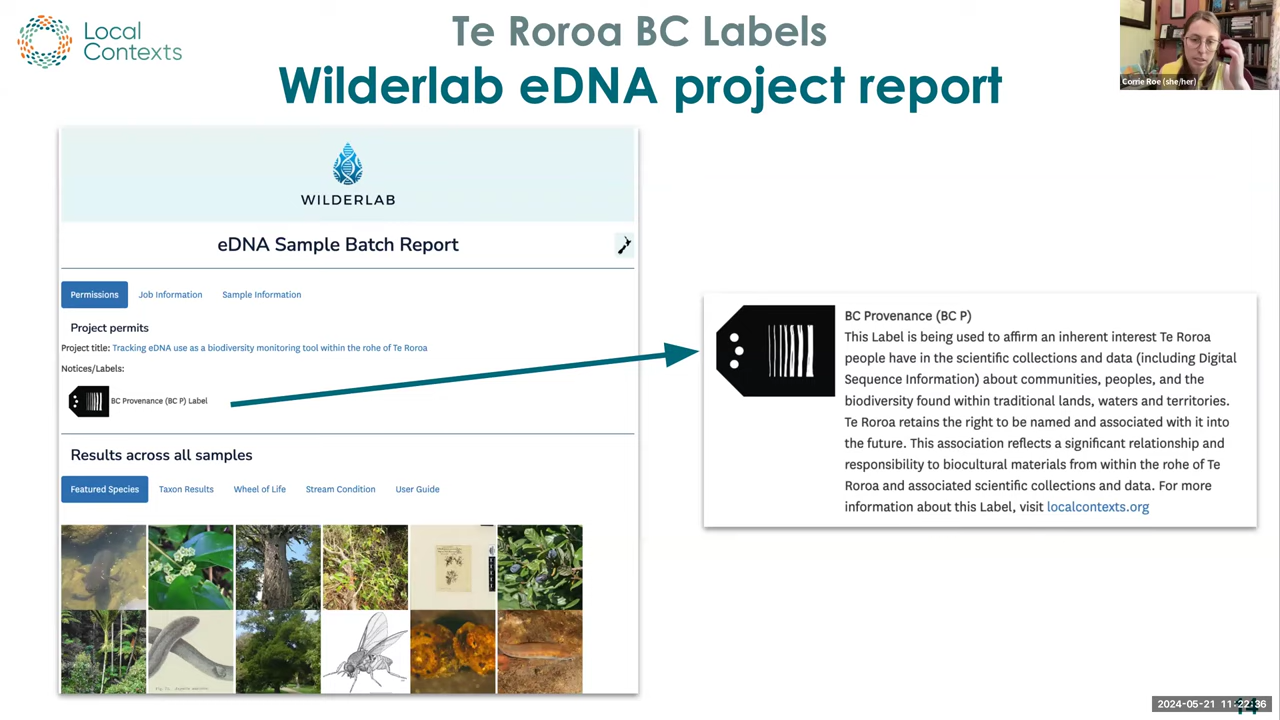 Local
Contexts
Te Roroa BC Labels
Wilderlab eDNA project report
Corrie Roe (she/her)
WILDERLAB
eDNA Sample Batch Report
Permissions Job Information Sample Information
Project permits
Project title: Tracking eDNA use as a biodiversity monitoring tool within the rohe of Te Roroa
Notices/Labels:
BC Provenance (BC P) Label
Results across all samples
Featured Species Taxon Results Wheel of Life Stream Condition User Guide
BC Provenance (BC P)
This Label is being used to affirm an inherent interest Te Roroa
people have in the scientific collections and data (including Digital
Sequence Information) about communities, peoples, and the
biodiversity found within traditional lands, waters and territories.
Te Roroa retains the right to be named and associated with it into
the future. This association reflects a significant relationship and
responsibility to biocultural materials from within the rohe of Te
Roroa and associated scientific collections and data. For more
information about this Label, visit localcontexts.org
14
2024-05-21 11:22:36